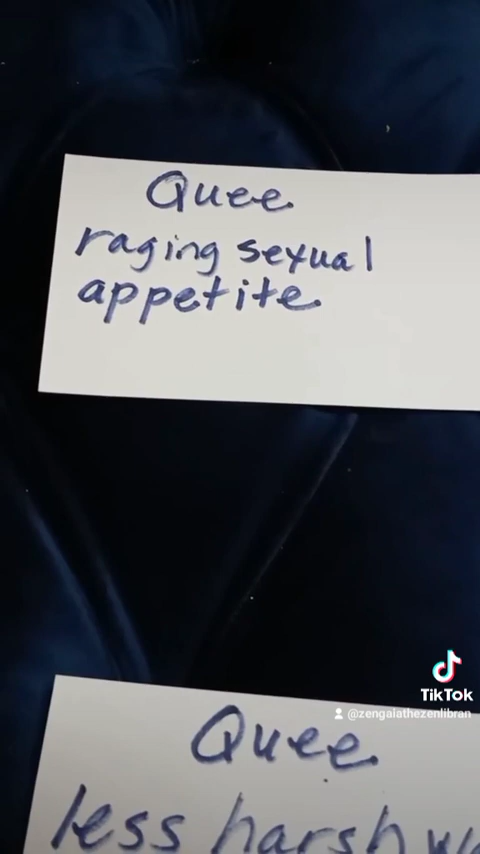 Quee
raging sexual
appetite
TikTok
@zengaiathezenlibran
Quee
less harsh